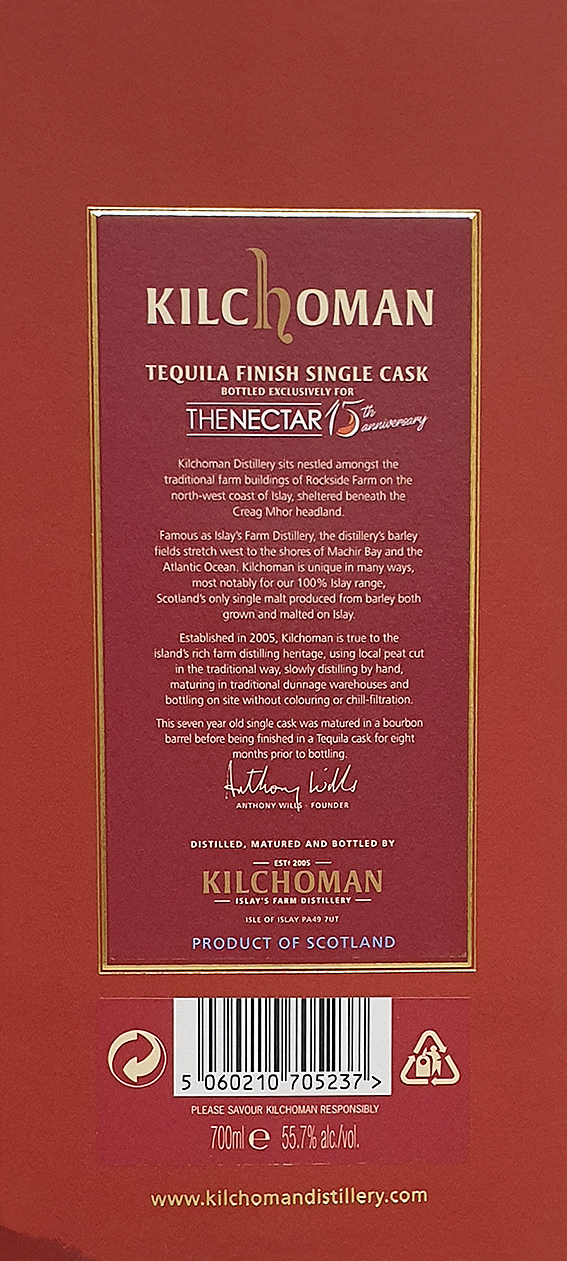 KILCHOMAN
TEQUILA FINISH SINGLE CASK
BOTTLED EXCLUSIVELY FOR
THENECTAR 15th anniversary
Kilchoman Distillery sits nestled amongst the
traditional farm buildings of Rockside Farm on the
north-west coast of Islay, sheltered beneath the
Creag Mhor headland.
Famous as Islay's Farm Distillery, the distillery's barley
fields stretch west to the shores of Machir Bay and the
Atlantic Ocean. Kilchoman is unique in many ways,
most notably for our 100% Islay range,
Scotland's only single malt produced from barley both
grown and malted on Islay.
Established in 2005, Kilchoman is true to the
island's rich farm distilling heritage, using local peat cut
in the traditional way, slowly distilling by hand,
maturing in traditional dunnage warehouses and
bottling on site without colouring or chill-filtration.
This seven year old single cask was matured in a bourbon
barrel before being finished in a Tequila cask for eight
months prior to bottling.
Anthony Wills
ANTHONY WILLS - FOUNDER
DISTILLED, MATURED AND BOTTLED BY
ESTd 2005
KILCHOMAN
ISLAY'S FARM DISTILLERY
ISLE OF ISLAY PA49 7UT
PRODUCT OF SCOTLAND
5 060210 705237 >
PLEASE SAVOUR KILCHOMAN RESPONSIBLY
700ml e 55.7% alc./vol.
www.kilchomandistillery.com